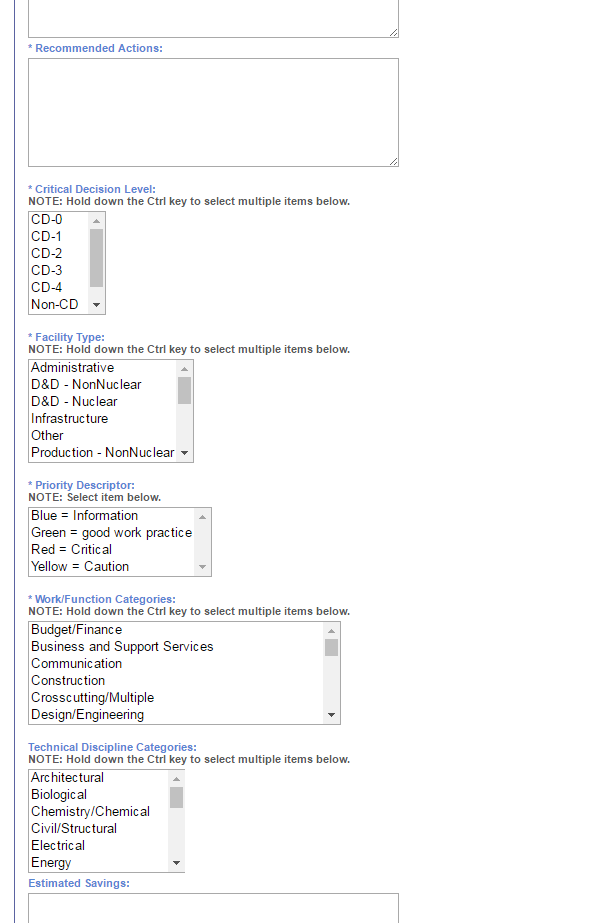 * Recommended Actions:
* Critical Decision Level:
NOTE: Hold down the Ctrl key to select multiple items below.
CD-0
CD-1
CD-2
CD-3
CD-4
Non-CD
* Facility Type:
NOTE: Hold down the Ctrl key to select multiple items below.
Administrative
D&D - NonNuclear
D&D - Nuclear
Infrastructure
Other
Production - NonNuclear
* Priority Descriptor:
NOTE: Select item below.
Blue = Information
Green = good work practice
Red = Critical
Yellow = Caution
* Work/Function Categories:
NOTE: Hold down the Ctrl key to select multiple items below.
Budget/Finance
Business and Support Services
Communication
Construction
Crosscutting/Multiple
Design/Engineering
Technical Discipline Categories:
NOTE: Hold down the Ctrl key to select multiple items below.
Architectural
Biological
Chemistry/Chemical
Civil/Structural
Electrical
Energy
Estimated Savings: